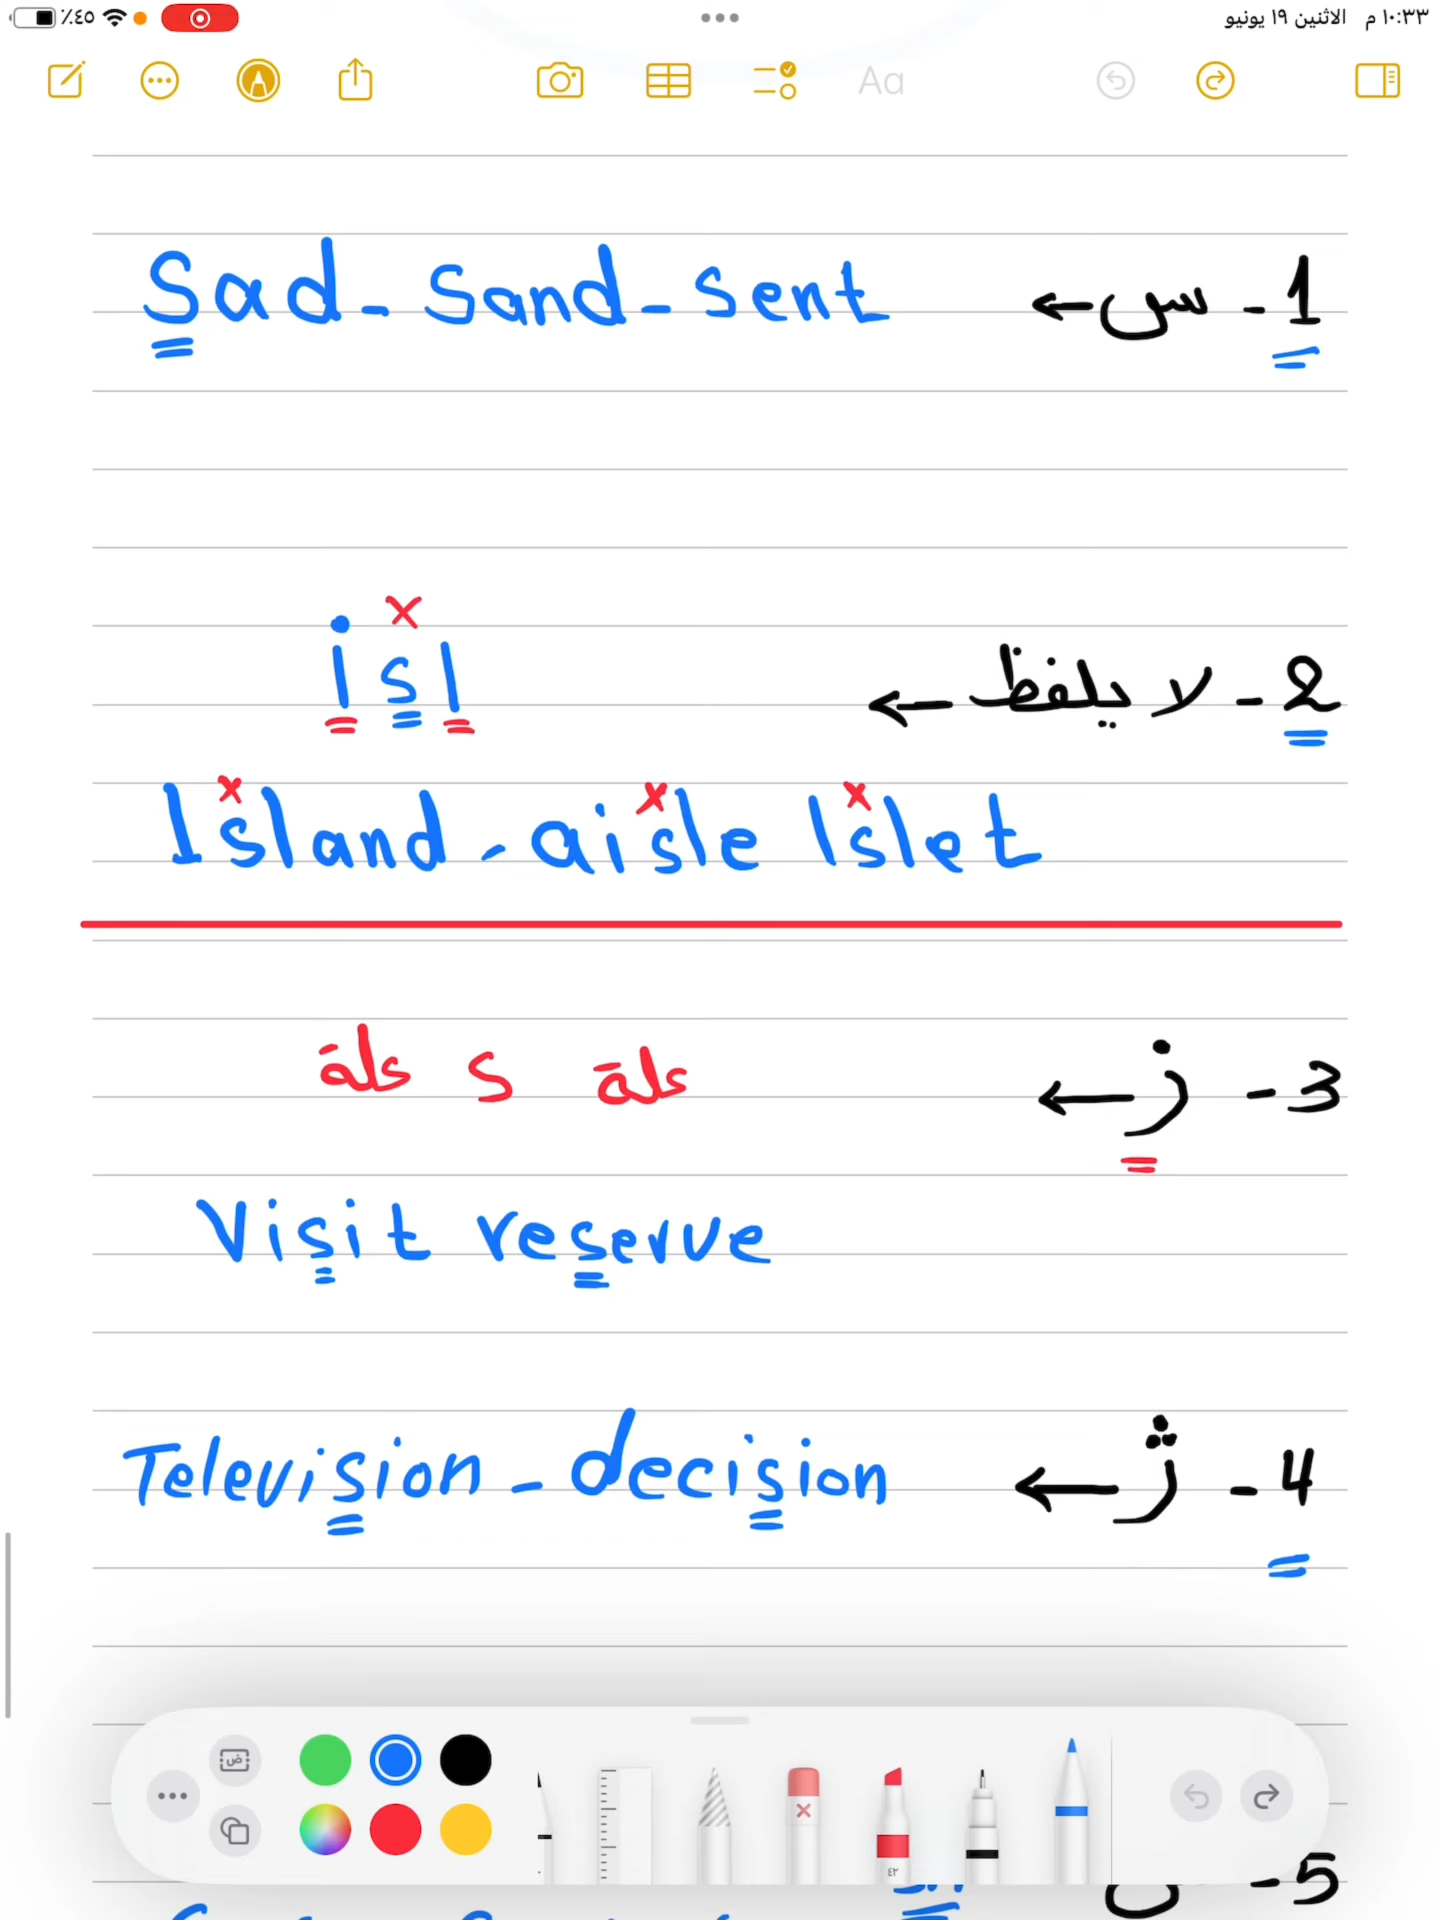 ١٠:٣٣ م الاثنين ١٩ يونيو ٤٥٪
Aa
1 - س ← Sad - Sand - Sent
2 - لا يلفظ ← isl
Island - aisle Islet
3 - ز ← علة s علة
Visit reserve
4 - ژ ← Television - decision
ض
٤٢
5 -